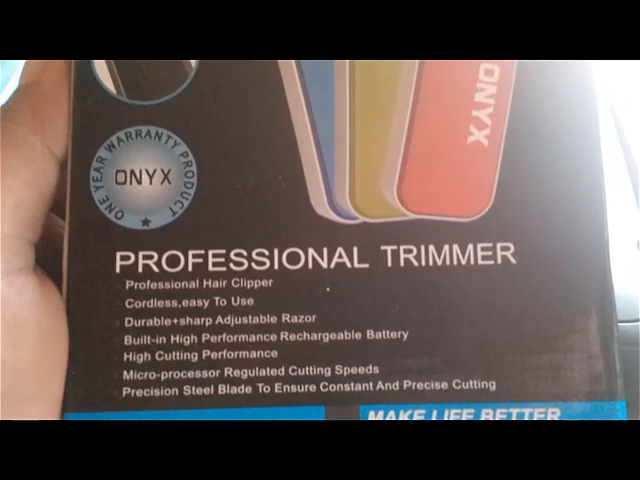 ONYX
ONE YEAR WARRANTY PRODUCT
ONYX
PROFESSIONAL TRIMMER
Professional Hair Clipper
Cordless,easy To Use
Durable+sharp Adjustable Razor
Built-in High Performance Rechargeable Battery
High Cutting Performance
Micro-processor Regulated Cutting Speeds
Precision Steel Blade To Ensure Constant And Precise Cutting
MAKE LIFE BETTER